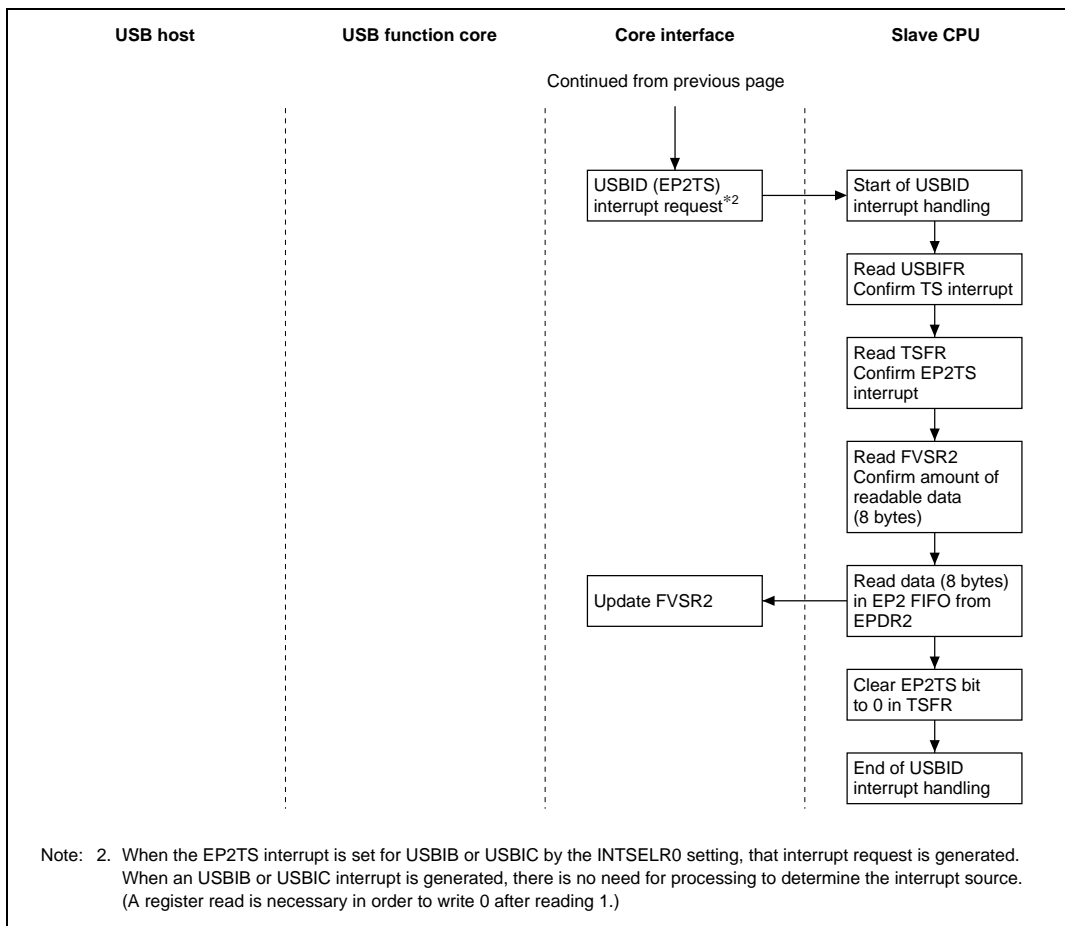 USB host
USB function core
Core interface
Slave CPU
Continued from previous page
USBID (EP2TS)
interrupt request*2
Start of USBID
interrupt handling
Read USBIFR
Confirm TS interrupt
Read TSFR
Confirm EP2TS
interrupt
Read FVSR2
Confirm amount of
readable data
(8 bytes)
Update FVSR2
Read data (8 bytes)
in EP2 FIFO from
EPDR2
Clear EP2TS bit
to 0 in TSFR
End of USBID
interrupt handling
Note: 2. When the EP2TS interrupt is set for USBIB or USBIC by the INTSELR0 setting, that interrupt request is generated.
When an USBIB or USBIC interrupt is generated, there is no need for processing to determine the interrupt source.
(A register read is necessary in order to write 0 after reading 1.)